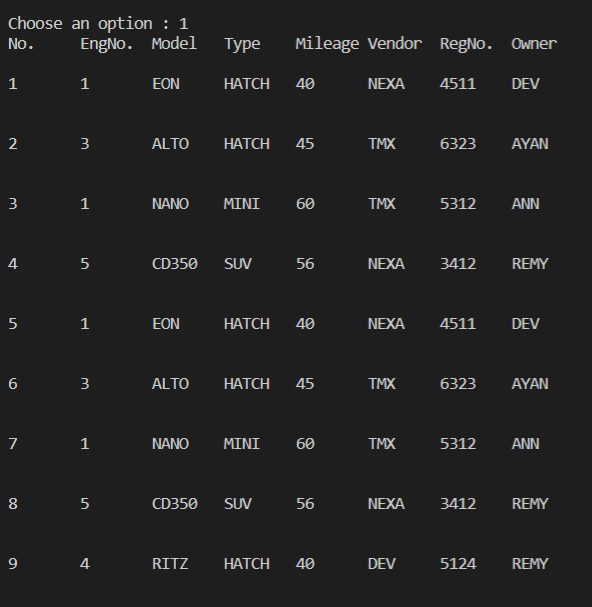 Choose an option : 1
No. EngNo. Model Type Mileage Vendor RegNo. Owner
1 1 EON HATCH 40 NEXA 4511 DEV
2 3 ALTO HATCH 45 TMX 6323 AYAN
3 1 NANO MINI 60 TMX 5312 ANN
4 5 CD350 SUV 56 NEXA 3412 REMY
5 1 EON HATCH 40 NEXA 4511 DEV
6 3 ALTO HATCH 45 TMX 6323 AYAN
7 1 NANO MINI 60 TMX 5312 ANN
8 5 CD350 SUV 56 NEXA 3412 REMY
9 4 RITZ HATCH 40 DEV 5124 REMY